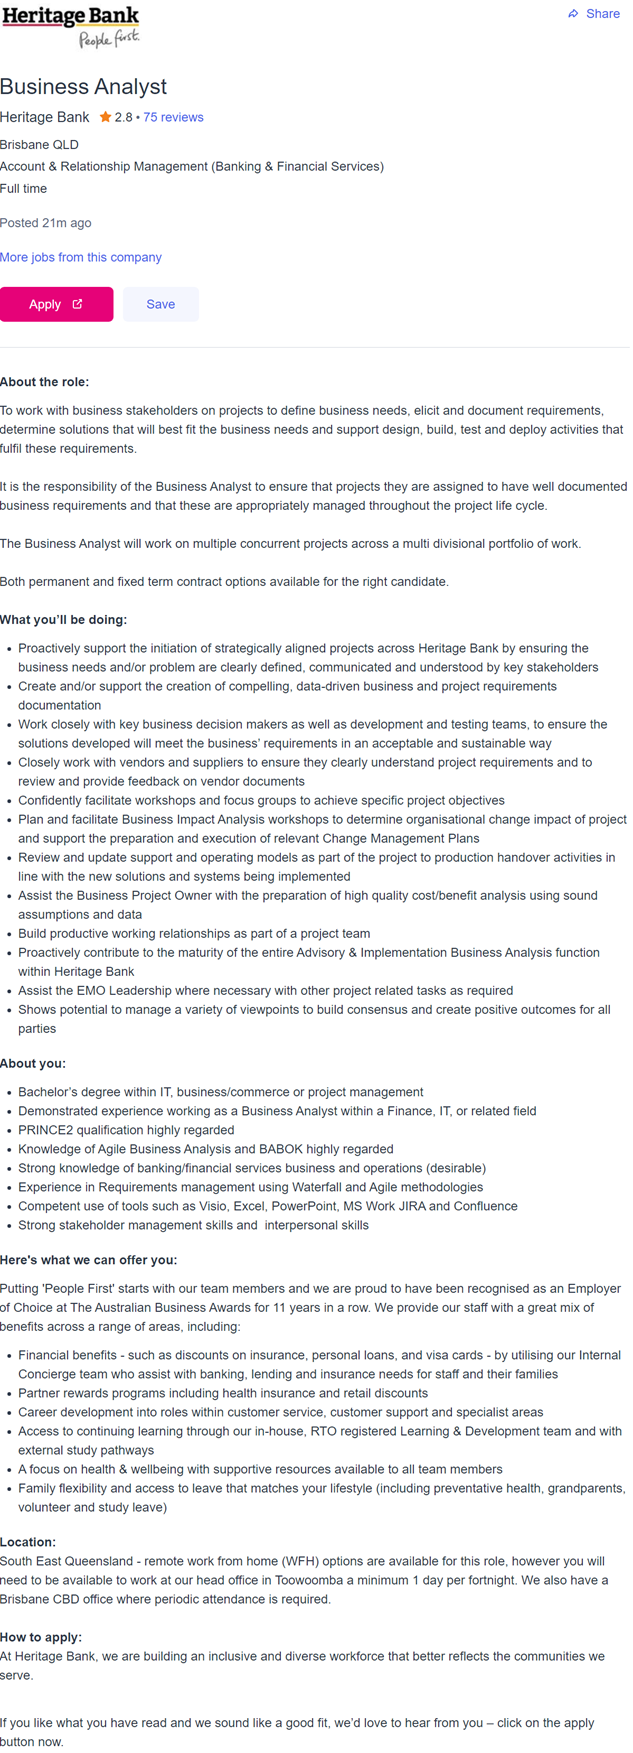 Heritage Bank
People first.
Share
Business Analyst
Heritage Bank 2.8 • 75 reviews
Brisbane QLD
Account & Relationship Management (Banking & Financial Services)
Full time
Posted 21m ago
More jobs from this company
Apply
Save
About the role:
To work with business stakeholders on projects to define business needs, elicit and document requirements,
determine solutions that will best fit the business needs and support design, build, test and deploy activities that
fulfil these requirements.
It is the responsibility of the Business Analyst to ensure that projects they are assigned to have well documented
business requirements and that these are appropriately managed throughout the project life cycle.
The Business Analyst will work on multiple concurrent projects across a multi divisional portfolio of work.
Both permanent and fixed term contract options available for the right candidate.
What you’ll be doing:
• Proactively support the initiation of strategically aligned projects across Heritage Bank by ensuring the
business needs and/or problem are clearly defined, communicated and understood by key stakeholders
• Create and/or support the creation of compelling, data-driven business and project requirements
documentation
• Work closely with key business decision makers as well as development and testing teams, to ensure the
solutions developed will meet the business’ requirements in an acceptable and sustainable way
• Closely work with vendors and suppliers to ensure they clearly understand project requirements and to
review and provide feedback on vendor documents
• Confidently facilitate workshops and focus groups to achieve specific project objectives
• Plan and facilitate Business Impact Analysis workshops to determine organisational change impact of project
and support the preparation and execution of relevant Change Management Plans
• Review and update support and operating models as part of the project to production handover activities in
line with the new solutions and systems being implemented
• Assist the Business Project Owner with the preparation of high quality cost/benefit analysis using sound
assumptions and data
• Build productive working relationships as part of a project team
• Proactively contribute to the maturity of the entire Advisory & Implementation Business Analysis function
within Heritage Bank
• Assist the EMO Leadership where necessary with other project related tasks as required
• Shows potential to manage a variety of viewpoints to build consensus and create positive outcomes for all
parties
About you:
• Bachelor’s degree within IT, business/commerce or project management
• Demonstrated experience working as a Business Analyst within a Finance, IT, or related field
• PRINCE2 qualification highly regarded
• Knowledge of Agile Business Analysis and BABOK highly regarded
• Strong knowledge of banking/financial services business and operations (desirable)
• Experience in Requirements management using Waterfall and Agile methodologies
• Competent use of tools such as Visio, Excel, PowerPoint, MS Work JIRA and Confluence
• Strong stakeholder management skills and  interpersonal skills
Here's what we can offer you:
Putting 'People First' starts with our team members and we are proud to have been recognised as an Employer
of Choice at The Australian Business Awards for 11 years in a row. We provide our staff with a great mix of
benefits across a range of areas, including:
• Financial benefits - such as discounts on insurance, personal loans, and visa cards - by utilising our Internal
Concierge team who assist with banking, lending and insurance needs for staff and their families
• Partner rewards programs including health insurance and retail discounts
• Career development into roles within customer service, customer support and specialist areas
• Access to continuing learning through our in-house, RTO registered Learning & Development team and with
external study pathways
• A focus on health & wellbeing with supportive resources available to all team members
• Family flexibility and access to leave that matches your lifestyle (including preventative health, grandparents,
volunteer and study leave)
Location:
South East Queensland - remote work from home (WFH) options are available for this role, however you will
need to be available to work at our head office in Toowoomba a minimum 1 day per fortnight. We also have a
Brisbane CBD office where periodic attendance is required.
How to apply:
At Heritage Bank, we are building an inclusive and diverse workforce that better reflects the communities we
serve.
If you like what you have read and we sound like a good fit, we’d love to hear from you – click on the apply
button now.